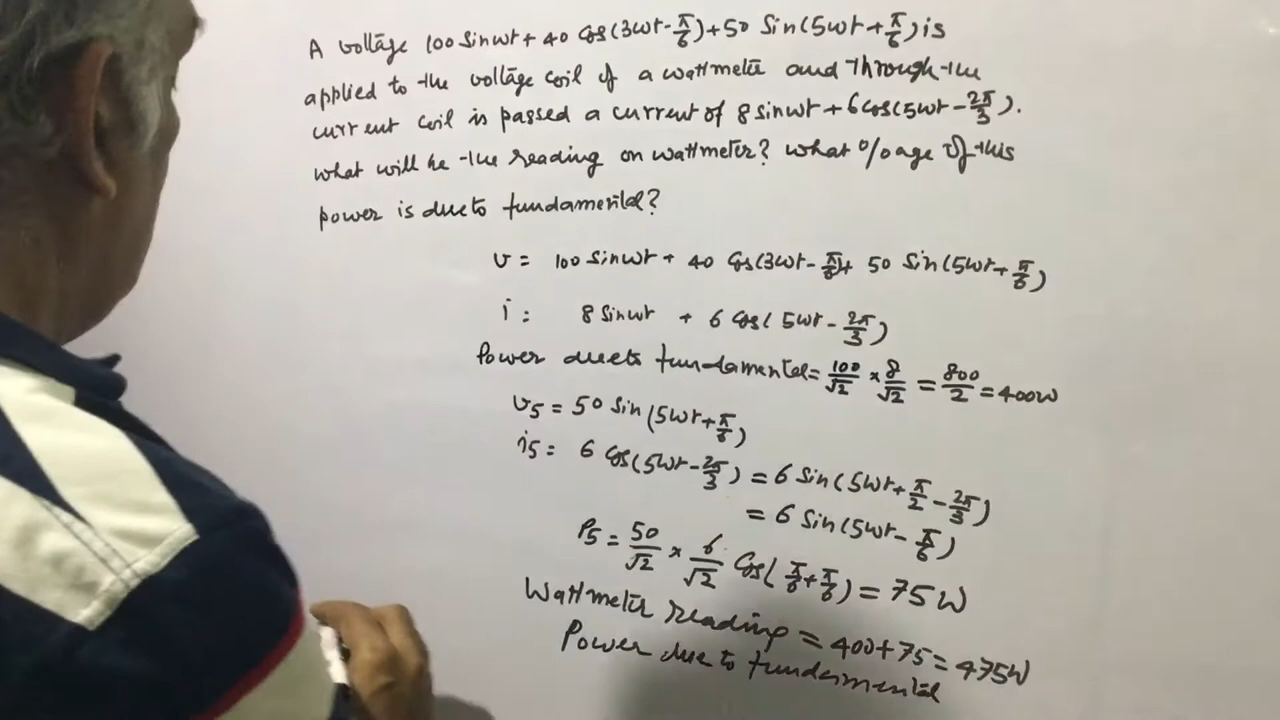 A voltage 100 Sinωt + 40 Cos(3ωt - π/6) + 50 Sin(5ωt + π/6) is
applied to the voltage coil of a wattmeter and through the
current coil is passed a current of 8 sinωt + 6 cos(5ωt - 2π/3).
what will be the reading on wattmeter? what %age of this
power is due to fundamental?
v = 100 Sinωt + 40 Cos(3ωt - π/6)+ 50 Sin(5ωt + π/6)
i = 8 Sinωt + 6 Cos(5ωt - 2π/3)
Power due to fundamental = 100/√2 × 8/√2 = 800/2 = 400W
v5 = 50 Sin(5ωt + π/6)
i5 = 6 Cos(5ωt - 2π/3) = 6 Sin(5ωt + π/2 - 2π/3)
= 6 Sin(5ωt - π/6)
P5 = 50/√2 × 6/√2 Cos(π/6 + π/6) = 75W
Wattmeter reading = 400+75 = 475W
Power due to fundamental